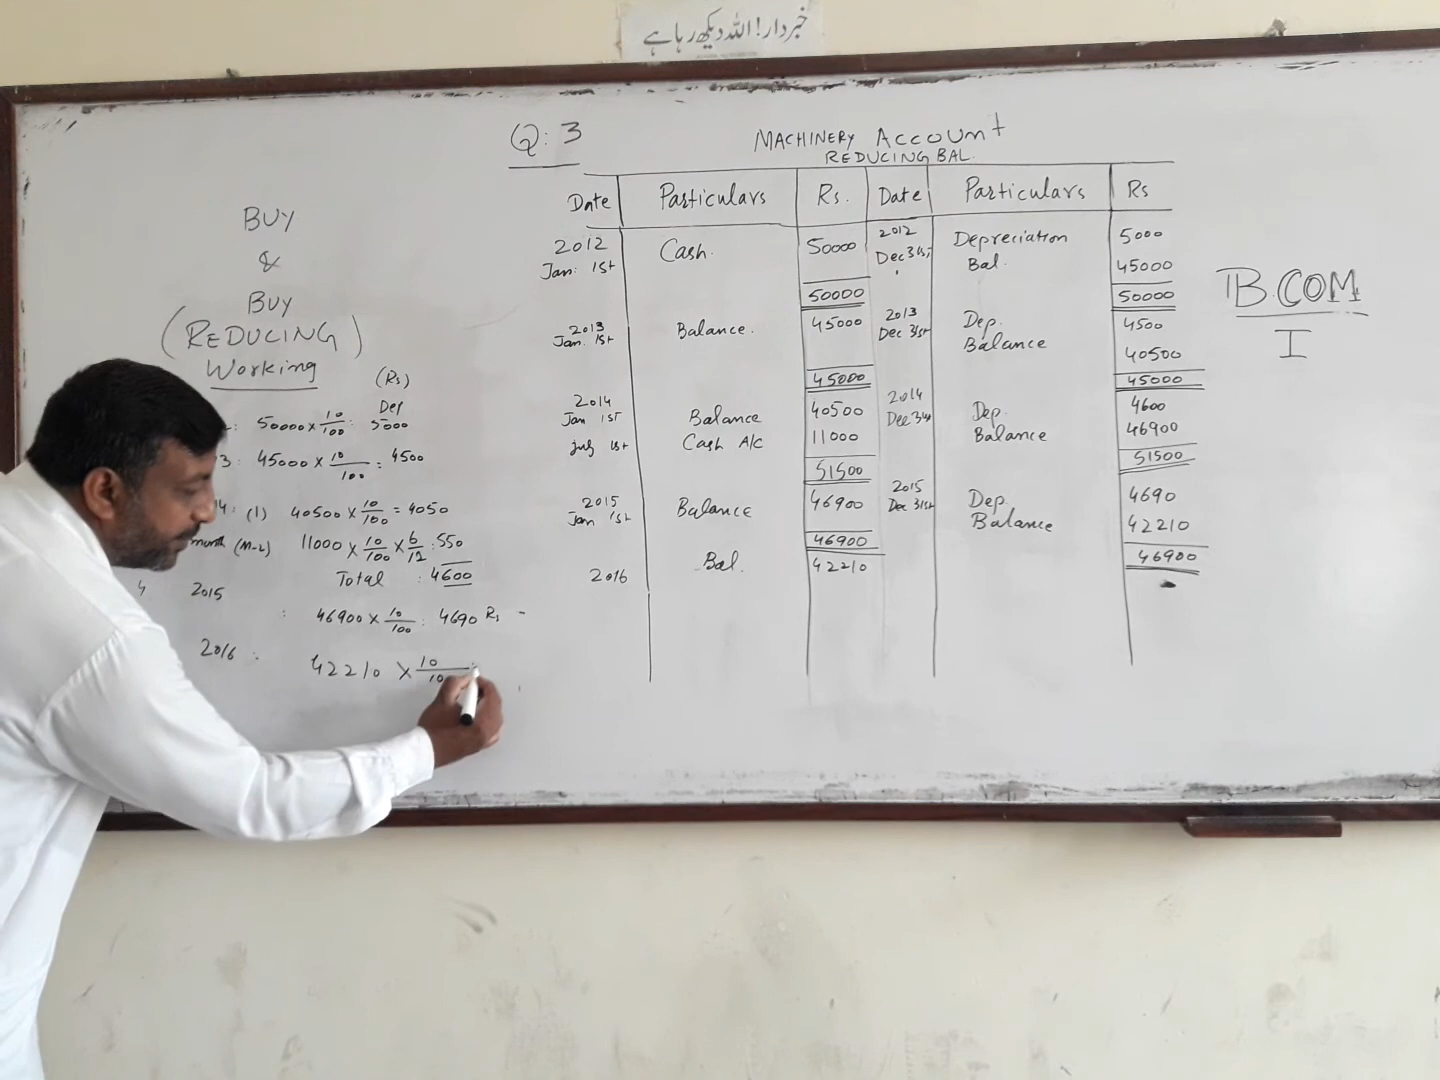 خبردار! اللہ دیکھ رہا ہے
Q: 3
MACHINERY ACCOUNT
REDUCING BAL.
Date Particulars Rs. Date Particulars Rs
2012 Cash. 50000 2012 Depreciation 5000
Jan: 1st Dec 31st, Bal. 45000
50000 50000
2013 Balance. 45000 2013 Dep. 4500
Jan. 1st Dec 31st Balance 40500
45000 45000
2014 2014
Jan 1st Balance 40500 Dec 31st Dep. 4600
July 1st Cash A/c 11000 Balance 46900
51500 51500
2015 Balance 46900 2015 Dep. 4690
Jan 1st Dec 31st Balance 42210
46900 46900
2016 Bal. 42210
BUY
&
BUY
(REDUCING)
Working
(Rs)
Dep
: 50000 × 10/100 : 5000
3: 45000 × 10/100 = 4500
14: (1) 40500 × 10/100 = 4050
month (M-2) 11000 × 10/100 × 6/12 : 550
Total : 4600
4 2015
: 46900 × 10/100 : 4690 Rs -
2016 : 42210 × 10/10
B.COM
I